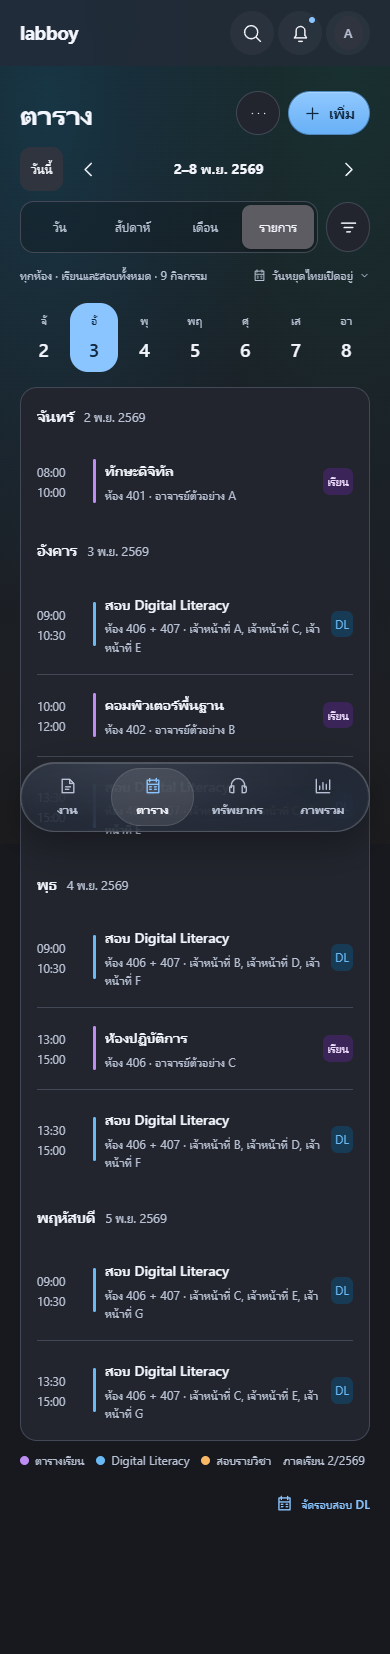 labboy
A
ตาราง
...
เพิ่ม
วันนี้
2–8 พ.ย. 2569
วัน
สัปดาห์
เดือน
รายการ
ทุกห้อง · เรียนและสอบทั้งหมด · 9 กิจกรรม
วันหยุดไทยเปิดอยู่
จ
อ
พ
พฤ
ศ
เส
อา
2
3
4
5
6
7
8
จันทร์ 2 พ.ย. 2569
08:00
10:00
ทักษะดิจิทัล
ห้อง 401 · อาจารย์ตัวอย่าง A
เรียน
อังคาร 3 พ.ย. 2569
09:00
10:30
สอบ Digital Literacy
ห้อง 406 + 407 · เจ้าหน้าที่ A, เจ้าหน้าที่ C, เจ้า
หน้าที่ E
DL
10:00
12:00
คอมพิวเตอร์พื้นฐาน
ห้อง 402 · อาจารย์ตัวอย่าง B
เรียน
งาน
ตาราง
ทรัพยากร
ภาพรวม
พุธ 4 พ.ย. 2569
09:00
10:30
สอบ Digital Literacy
ห้อง 406 + 407 · เจ้าหน้าที่ B, เจ้าหน้าที่ D, เจ้า
หน้าที่ F
DL
13:00
15:00
ห้องปฏิบัติการ
ห้อง 406 · อาจารย์ตัวอย่าง C
เรียน
13:30
15:00
สอบ Digital Literacy
ห้อง 406 + 407 · เจ้าหน้าที่ B, เจ้าหน้าที่ D, เจ้า
หน้าที่ F
DL
พฤหัสบดี 5 พ.ย. 2569
09:00
10:30
สอบ Digital Literacy
ห้อง 406 + 407 · เจ้าหน้าที่ C, เจ้าหน้าที่ E, เจ้า
หน้าที่ G
DL
13:30
15:00
สอบ Digital Literacy
ห้อง 406 + 407 · เจ้าหน้าที่ C, เจ้าหน้าที่ E, เจ้า
หน้าที่ G
DL
ตารางเรียน
Digital Literacy
สอบรายวิชา
ภาคเรียน 2/2569
จัดรอบสอบ DL